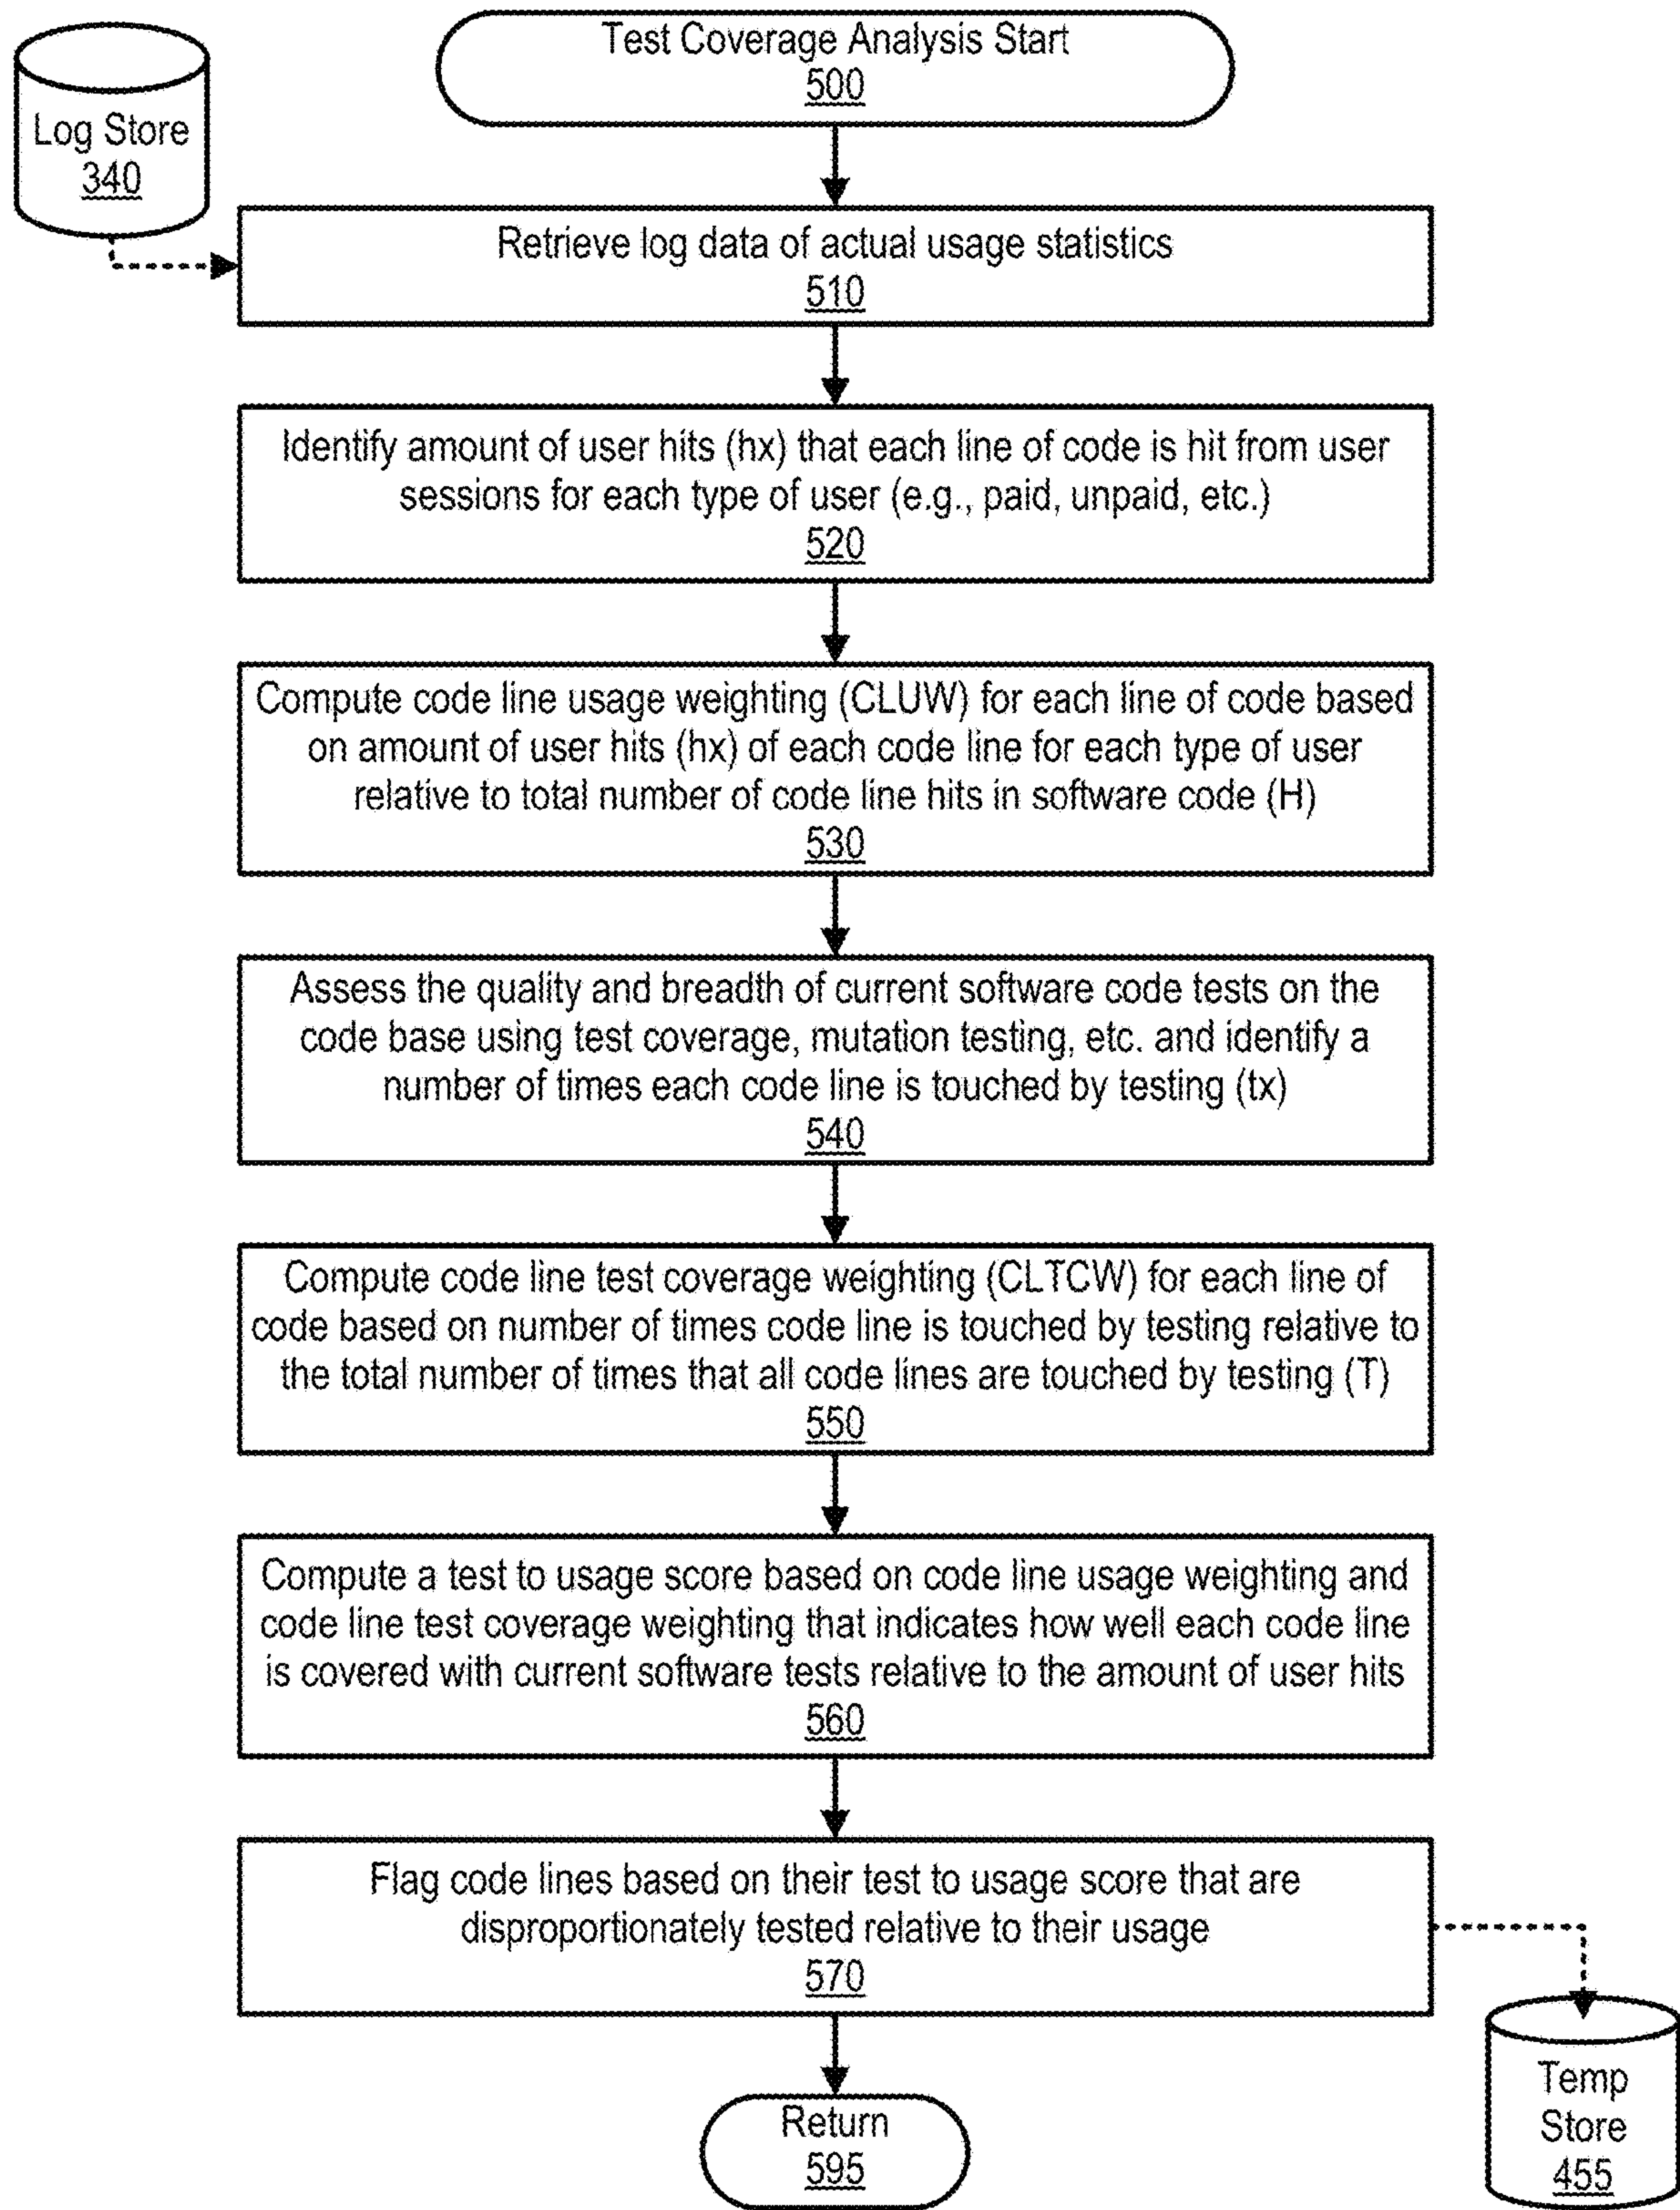 Test Coverage Analysis Start
500
Log Store
340
Retrieve log data of actual usage statistics
510
Identify amount of user hits (hx) that each line of code is hit from user
sessions for each type of user (e.g., paid, unpaid, etc.)
520
Compute code line usage weighting (CLUW) for each line of code based
on amount of user hits (hx) of each code line for each type of user
relative to total number of code line hits in software code (H)
530
Assess the quality and breadth of current software code tests on the
code base using test coverage, mutation testing, etc. and identify a
number of times each code line is touched by testing (tx)
540
Compute code line test coverage weighting (CLTCW) for each line of
code based on number of times code line is touched by testing relative to
the total number of times that all code lines are touched by testing (T)
550
Compute a test to usage score based on code line usage weighting and
code line test coverage weighting that indicates how well each code line
is covered with current software tests relative to the amount of user hits
560
Flag code lines based on their test to usage score that are
disproportionately tested relative to their usage
570
Return
595
Temp
Store
455